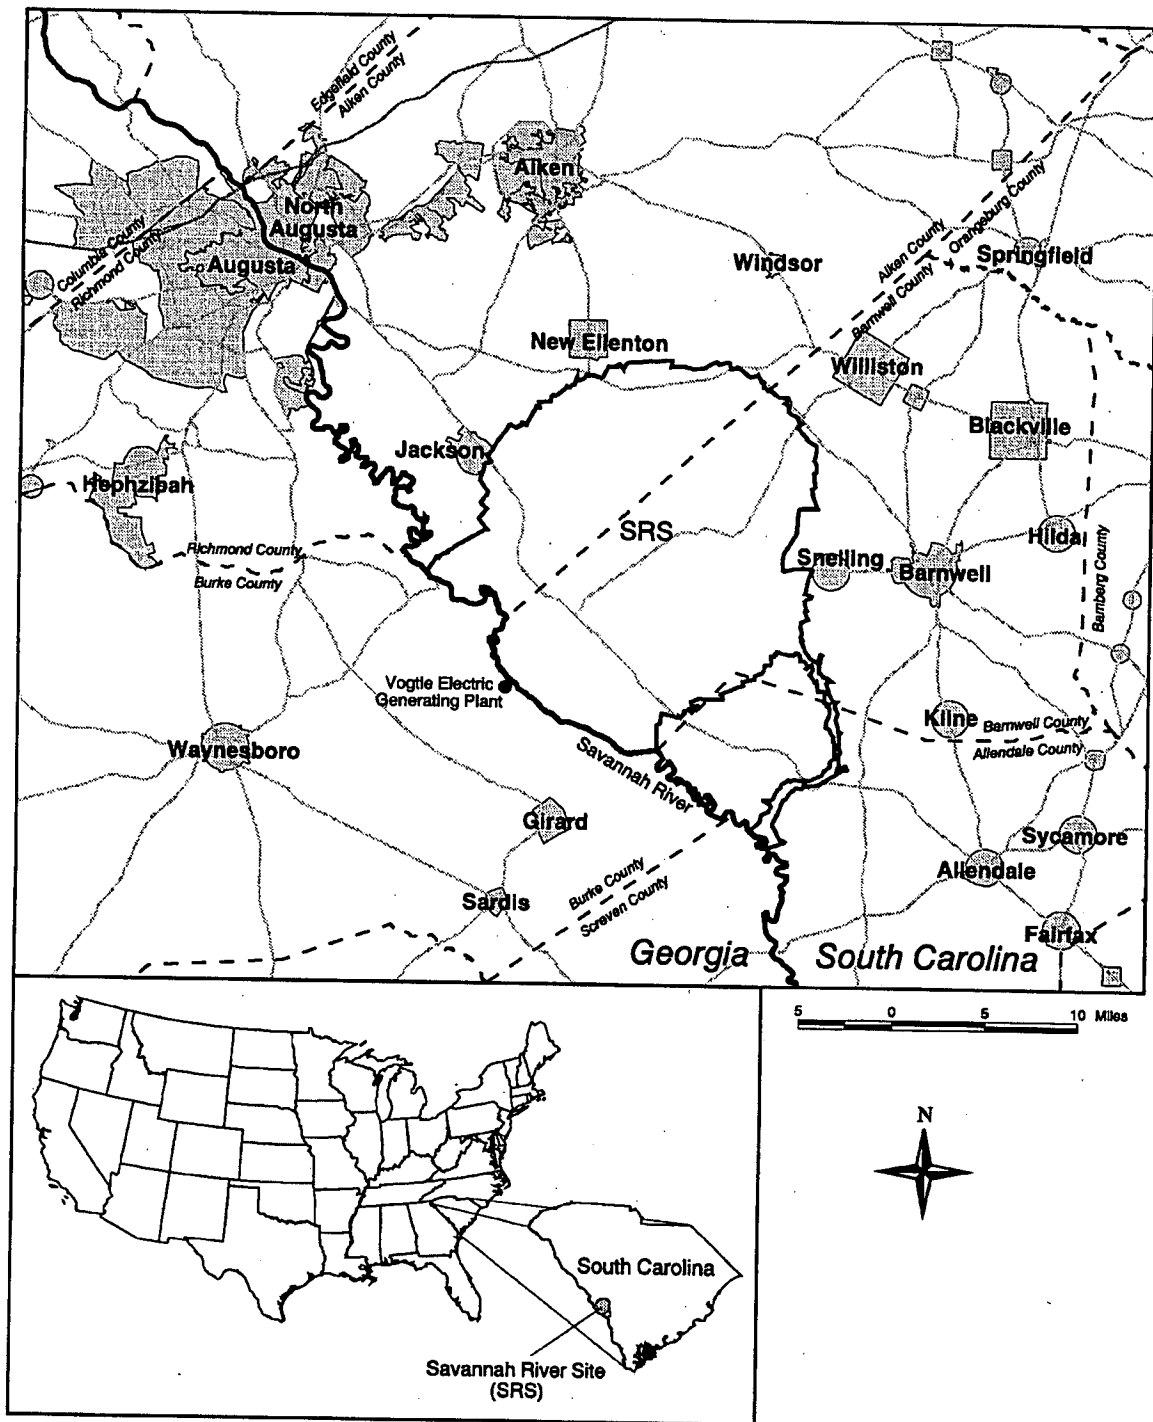 Edgefield County
Aiken County
Aiken
North
Augusta
Columbia County
Richmond County
Augusta
Windsor
Aiken County
Orangeburg County
Barnwell County
Springfield
New Ellenton
Williston
Blackville
Jackson
Hephzibah
SRS
Hilda
Richmond County
Burke County
Snelling
Barnwell
Bamberg County
Vogtle Electric
Generating Plant
Kline
Barnwell County
Allendale County
Waynesboro
Savannah River
Girard
Sycamore
Allendale
Burke County
Screven County
Sardis
Fairfax
Georgia
South Carolina
5 0 5 10 Miles
N
South Carolina
Savannah River Site
(SRS)